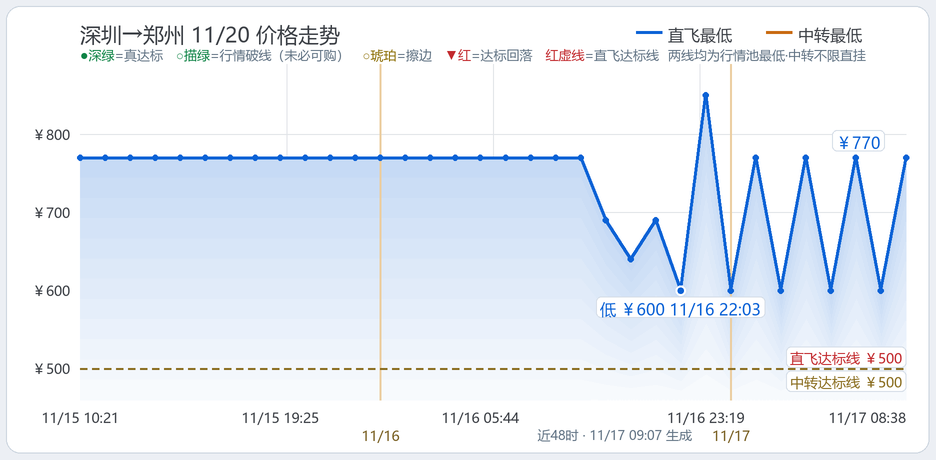 深圳→郑州 11/20 价格走势
直飞最低
中转最低
●深绿=真达标 ○描绿=行情破线（未必可购） ○琥珀=擦边 ▼红=达标回落 红虚线=直飞达标线 两线均为行情池最低·中转不限直挂
¥800
¥770
¥700
¥600
低 ¥600 11/16 22:03
直飞达标线 ¥500
¥500
中转达标线 ¥500
11/15 10:21
11/15 19:25
11/16 05:44
11/16 23:19
11/17 08:38
11/16
近48时 · 11/17 09:07 生成
11/17